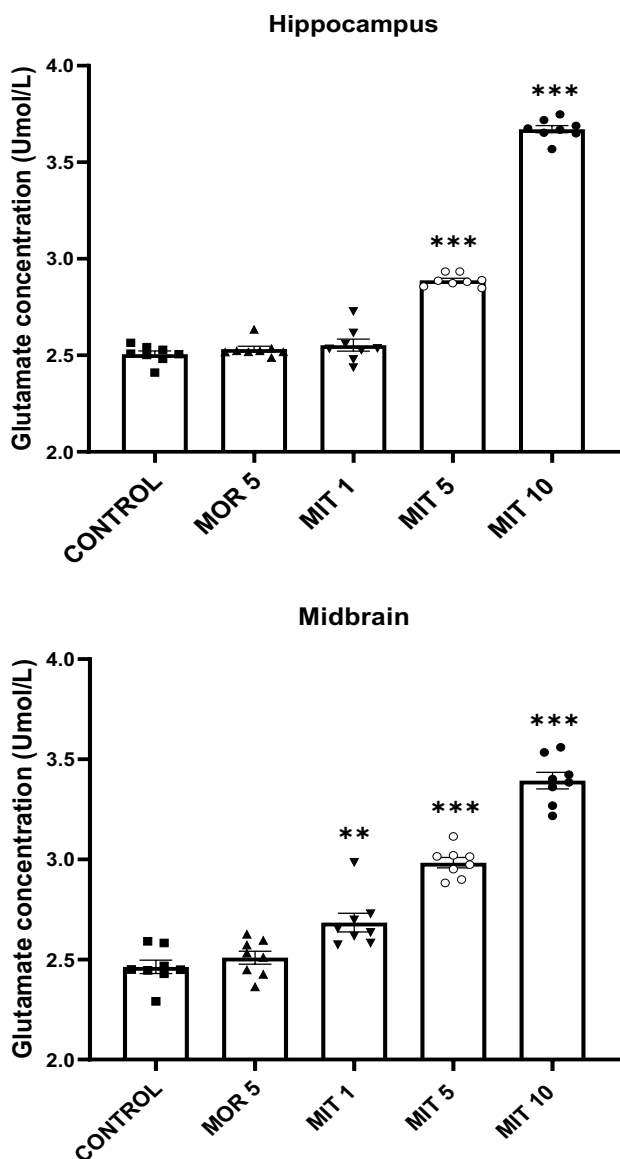 Hippocampus
Glutamate concentration (Umol/L)
4.0
***
3.5
3.0
***
2.5
2.0
CONTROL
MOR 5
MIT 1
MIT 5
MIT 10
Midbrain
Glutamate concentration (Umol/L)
4.0
***
3.5
***
**
3.0
2.5
2.0
CONTROL
MOR 5
MIT 1
MIT 5
MIT 10